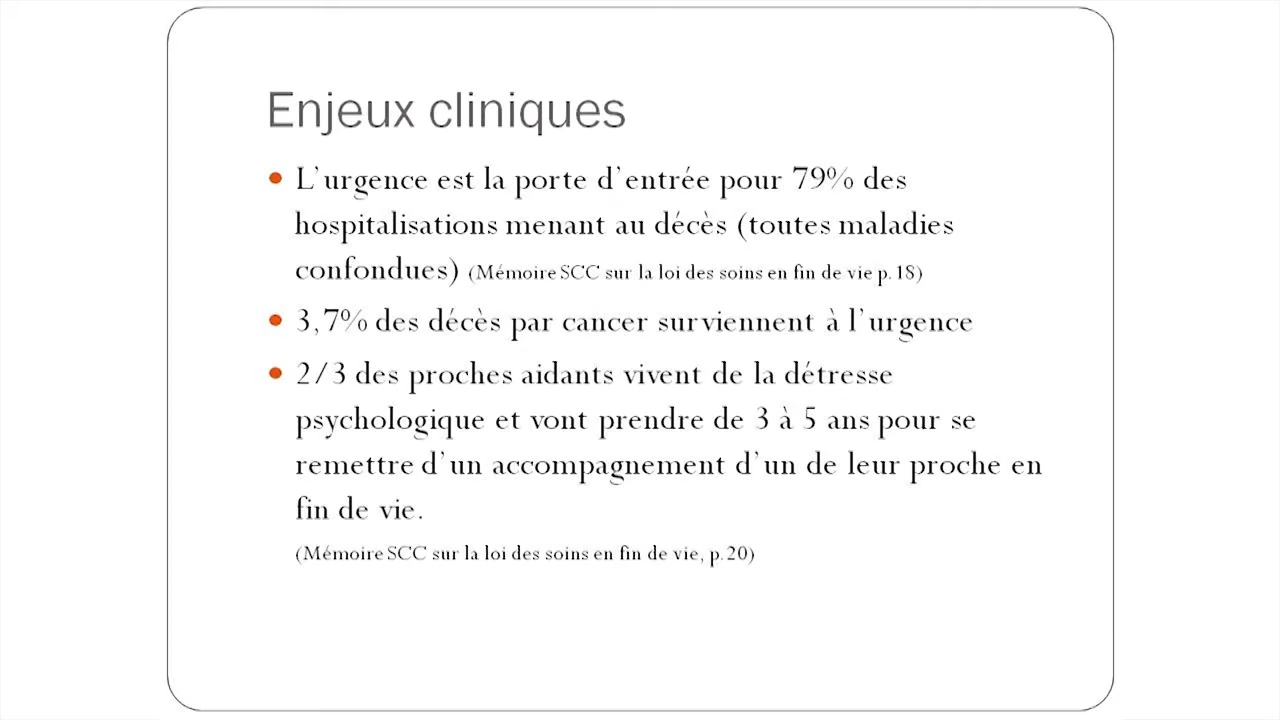 Enjeux cliniques
• L'urgence est la porte d'entrée pour 79% des
hospitalisations menant au décès (toutes maladies
confondues) (Mémoire SCC sur la loi des soins en fin de vie p.18)
• 3,7% des décès par cancer surviennent à l'urgence
• 2/3 des proches aidants vivent de la détresse
psychologique et vont prendre de 3 à 5 ans pour se
remettre d'un accompagnement d'un de leur proche en
fin de vie.
(Mémoire SCC sur la loi des soins en fin de vie, p.20)